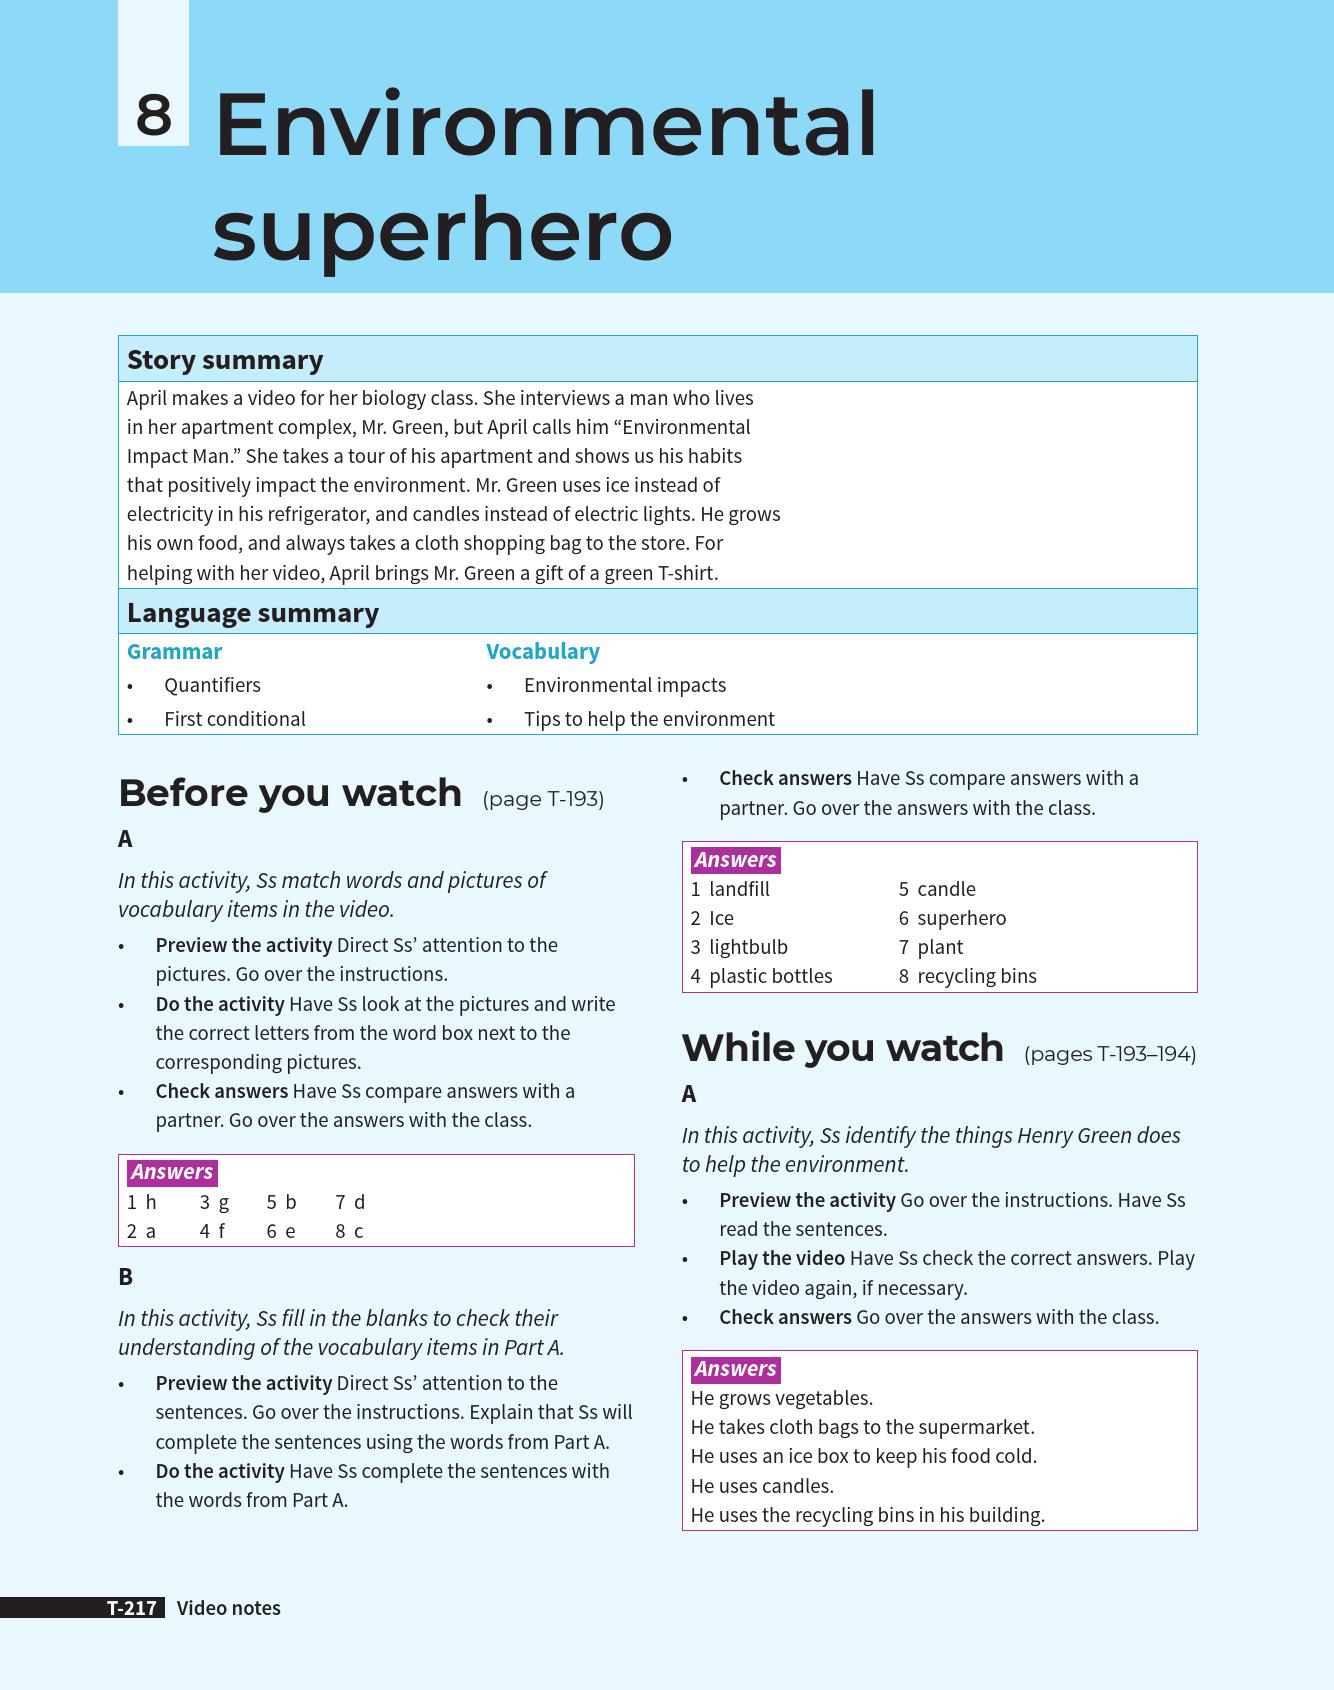 8
Environmental
superhero
Story summary
April makes a video for her biology class. She interviews a man who lives
in her apartment complex, Mr. Green, but April calls him “Environmental
Impact Man.” She takes a tour of his apartment and shows us his habits
that positively impact the environment. Mr. Green uses ice instead of
electricity in his refrigerator, and candles instead of electric lights. He grows
his own food, and always takes a cloth shopping bag to the store. For
helping with her video, April brings Mr. Green a gift of a green T-shirt.
Language summary
Grammar
• Quantifiers
• First conditional
Vocabulary
• Environmental impacts
• Tips to help the environment
Before you watch (page T-193)
A
In this activity, Ss match words and pictures of
vocabulary items in the video.
• Preview the activity Direct Ss’ attention to the
pictures. Go over the instructions.
• Do the activity Have Ss look at the pictures and write
the correct letters from the word box next to the
corresponding pictures.
• Check answers Have Ss compare answers with a
partner. Go over the answers with the class.
Answers
1 h 3 g 5 b 7 d
2 a 4 f 6 e 8 c
B
In this activity, Ss fill in the blanks to check their
understanding of the vocabulary items in Part A.
• Preview the activity Direct Ss’ attention to the
sentences. Go over the instructions. Explain that Ss will
complete the sentences using the words from Part A.
• Do the activity Have Ss complete the sentences with
the words from Part A.
• Check answers Have Ss compare answers with a
partner. Go over the answers with the class.
Answers
1 landfill 5 candle
2 Ice 6 superhero
3 lightbulb 7 plant
4 plastic bottles 8 recycling bins
While you watch (pages T-193–194)
A
In this activity, Ss identify the things Henry Green does
to help the environment.
• Preview the activity Go over the instructions. Have Ss
read the sentences.
• Play the video Have Ss check the correct answers. Play
the video again, if necessary.
• Check answers Go over the answers with the class.
Answers
He grows vegetables.
He takes cloth bags to the supermarket.
He uses an ice box to keep his food cold.
He uses candles.
He uses the recycling bins in his building.
T-217 Video notes